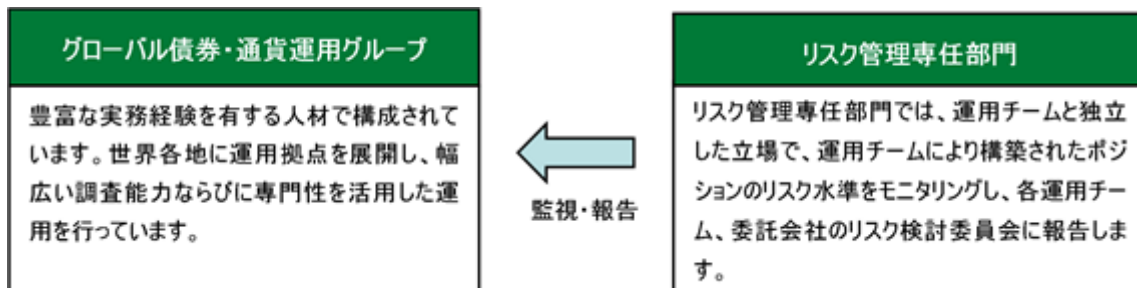 グローバル債券・通貨運用グループ
豊富な実務経験を有する人材で構成されて
います。世界各地に運用拠点を展開し、幅
広い調査能力ならびに専門性を活用した運
用を行っています。
監視・報告
リスク管理専任部門
リスク管理専任部門では、運用チームと独立
した立場で、運用チームにより構築されたポジ
ションのリスク水準をモニタリングし、各運用チー
ム、委託会社のリスク検討委員会に報告しま
す。